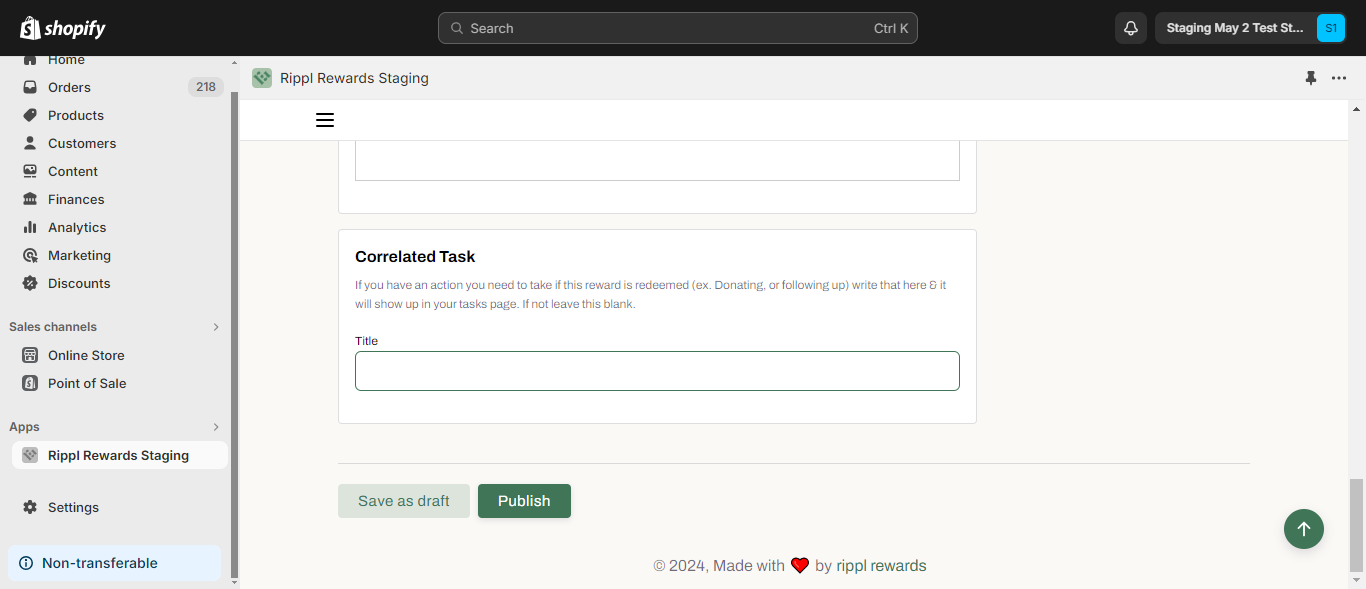 shopify
Search
Ctrl K
Staging May 2 Test St...
S1
Home
Orders
218
Products
Customers
Content
Finances
Analytics
Marketing
Discounts
Sales channels
Online Store
Point of Sale
Apps
Rippl Rewards Staging
Settings
Non-transferable
Rippl Rewards Staging
Correlated Task
If you have an action you need to take if this reward is redeemed (ex. Donating, or following up) write that here & it
will show up in your tasks page. If not leave this blank.
Title
Save as draft
Publish
© 2024, Made with ❤ by rippl rewards